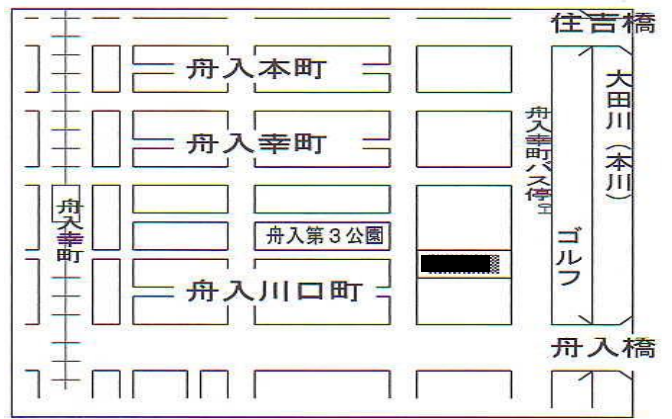 住吉橋
舟入本町
大田川(本川)
舟入幸町
舟入幸町バス停
舟入幸町
舟入第3公園
ゴルフ
舟入川口町
舟入橋